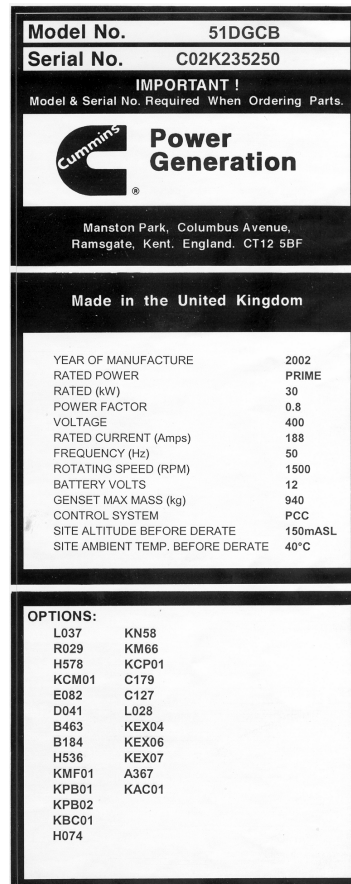 Model No. 51DGCB
Serial No. C02K235250
IMPORTANT !
Model & Serial No. Required When Ordering Parts.
Cummins
Power
Generation
®
Manston Park, Columbus Avenue,
Ramsgate, Kent. England. CT12 5BF
Made in the United Kingdom
YEAR OF MANUFACTURE 2002
RATED POWER PRIME
RATED (kW) 30
POWER FACTOR 0.8
VOLTAGE 400
RATED CURRENT (Amps) 188
FREQUENCY (Hz) 50
ROTATING SPEED (RPM) 1500
BATTERY VOLTS 12
GENSET MAX MASS (kg) 940
CONTROL SYSTEM PCC
SITE ALTITUDE BEFORE DERATE 150mASL
SITE AMBIENT TEMP. BEFORE DERATE 40°C
OPTIONS:
L037 KN58
R029 KM66
H578 KCP01
KCM01 C179
E082 C127
D041 L028
B463 KEX04
B184 KEX06
H536 KEX07
KMF01 A367
KPB01 KAC01
KPB02
KBC01
H074